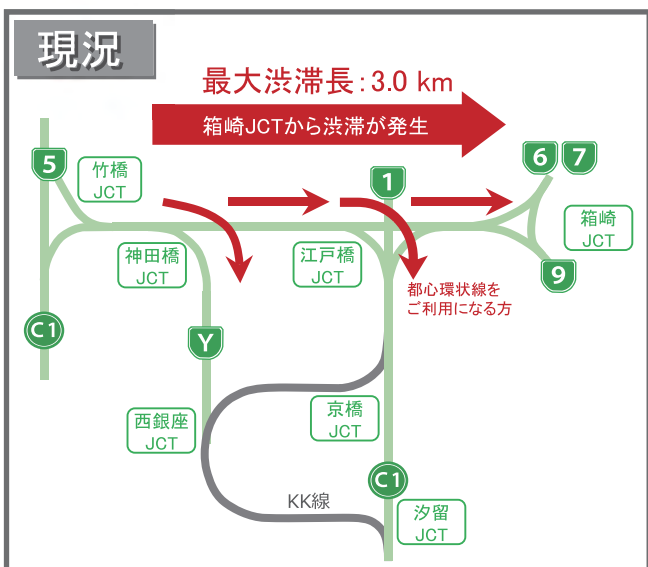 現況
最大渋滞長：3.0 km
箱崎JCTから渋滞が発生
5
竹橋
JCT
1
6
7
箱崎
JCT
神田橋
JCT
江戸橋
JCT
9
都心環状線を
ご利用になる方
C1
Y
西銀座
JCT
京橋
JCT
C1
KK線
汐留
JCT